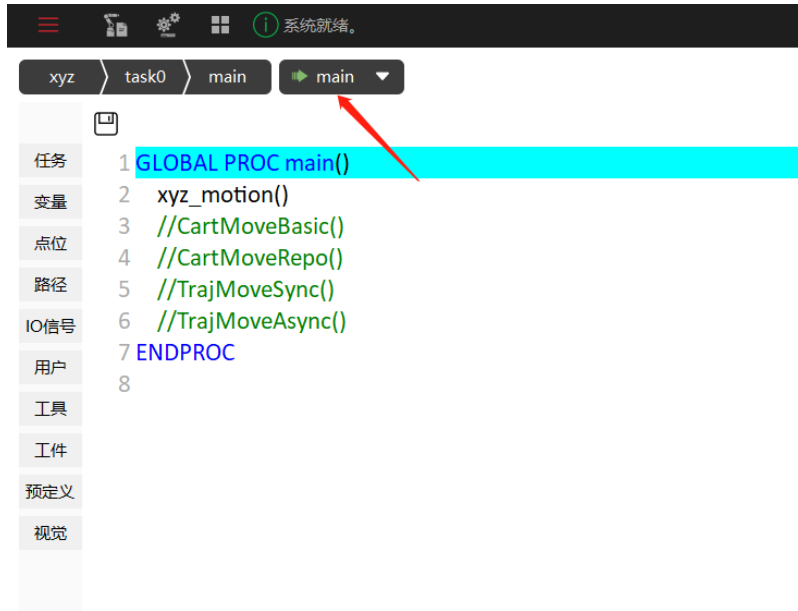 系统就绪。
xyz task0 main main
任务
变量
点位
路径
IO信号
用户
工具
工件
预定义
视觉
1 GLOBAL PROC main()
2 xyz_motion()
3 //CartMoveBasic()
4 //CartMoveRepo()
5 //TrajMoveSync()
6 //TrajMoveAsync()
7 ENDPROC
8